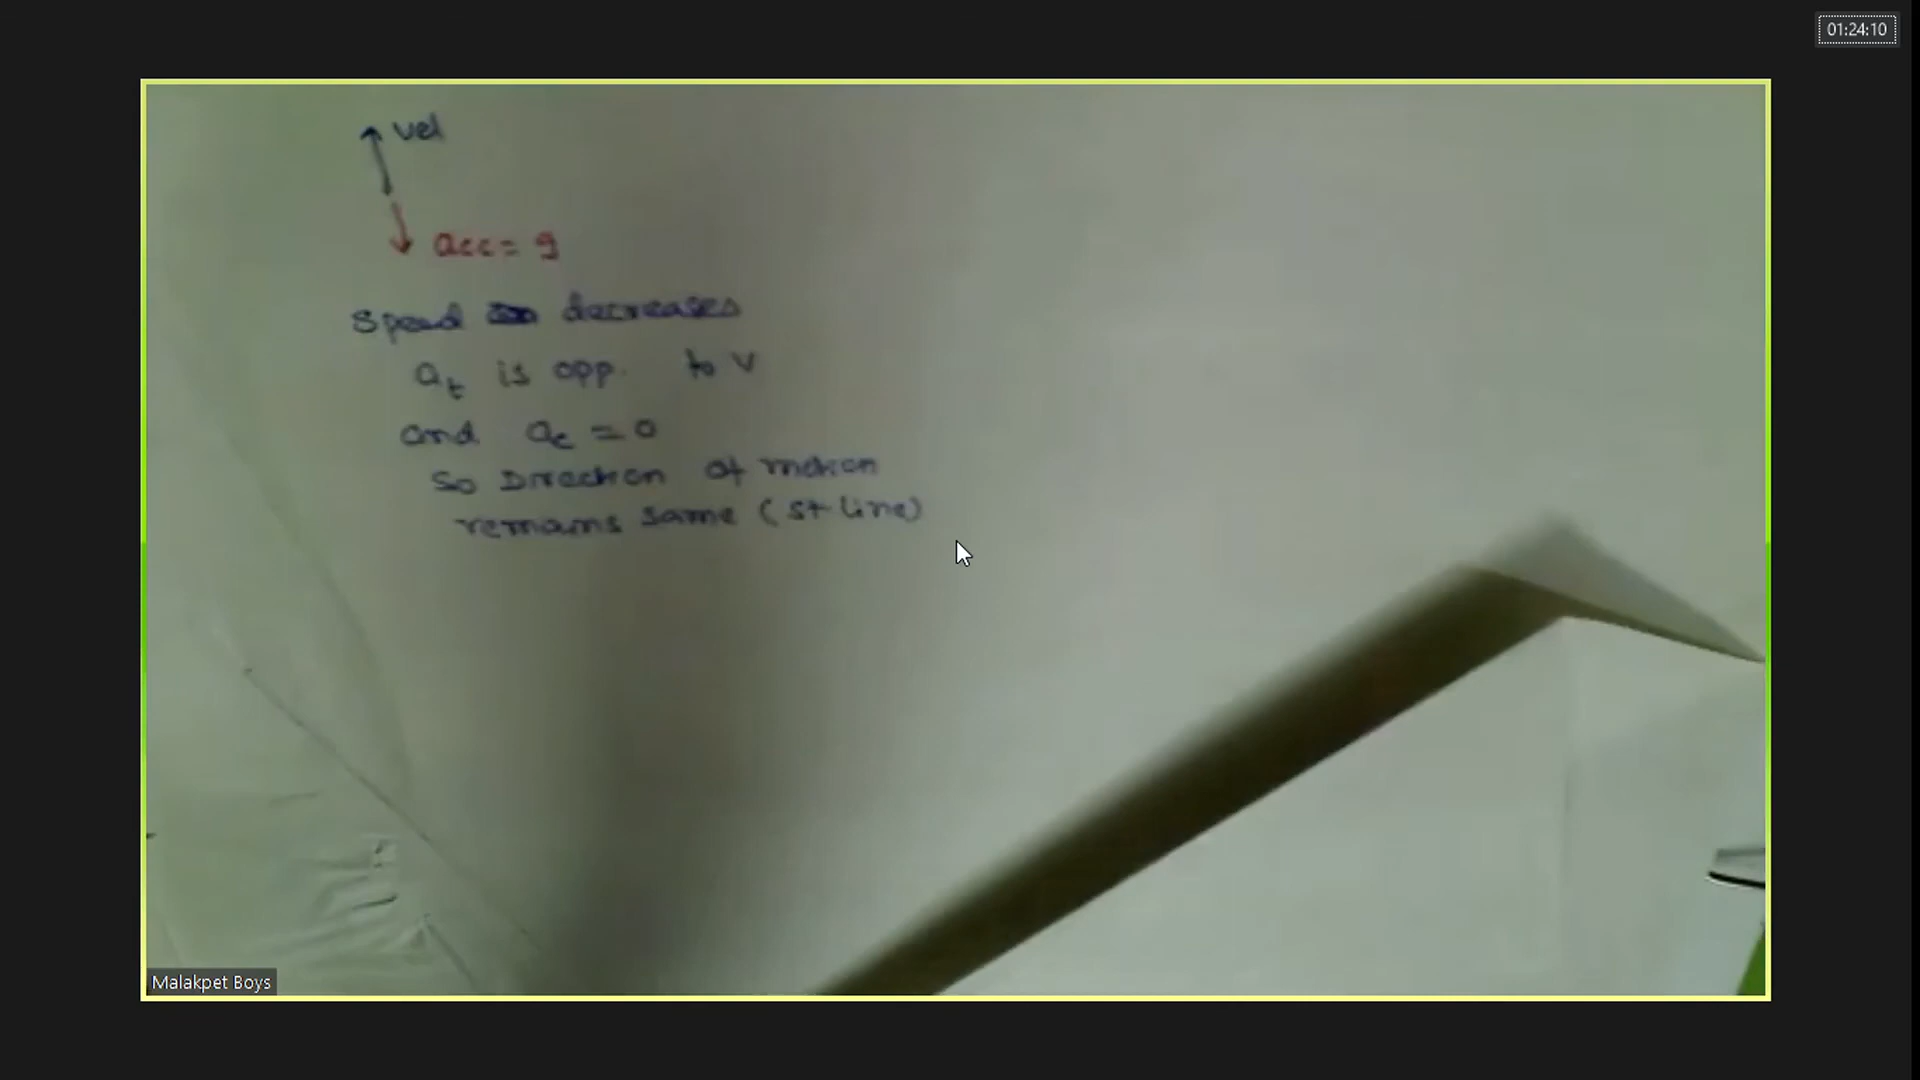 01:24:10
vel
acc = g
Speed decreases
at is opp. to v
and ac = 0
so Direction of motion
remains same (st line)
Malakpet Boys